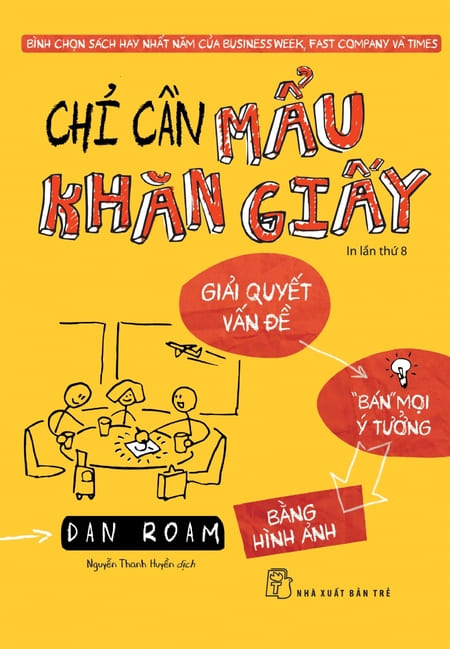 BÌNH CHỌN SÁCH HAY NHẤT NĂM CỦA BUSINESS WEEK, FAST COMPANY VÀ TIMES
CHỈ CẦN MẨU
KHĂN GIẤY
In lần thứ 8
GIẢI QUYẾT
VẤN ĐỀ
"BÁN" MỌI
Ý TƯỞNG
BẰNG
HÌNH ẢNH
DAN ROAM
Nguyễn Thanh Huyền dịch
NHÀ XUẤT BẢN TRẺ